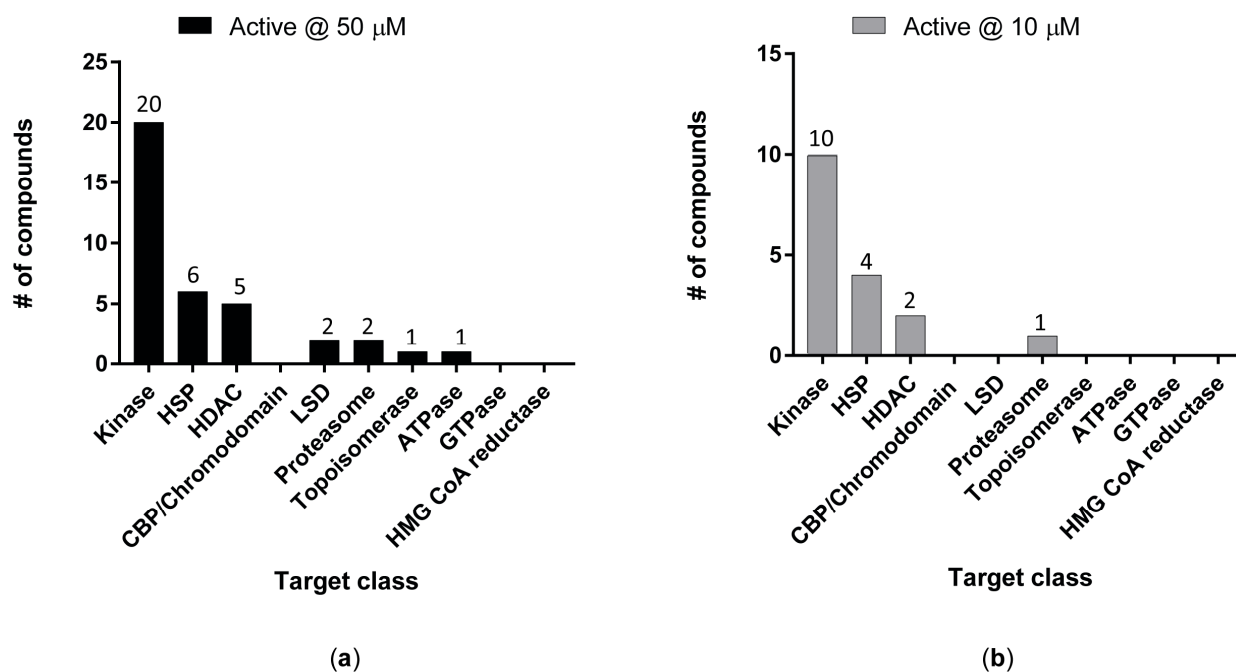 Active @ 50 μM
# of compounds
25
20
15
10
5
0
20
6
5
2
2
1
1
Kinase
HSP
HDAC
CBP/Chromodomain
LSD
Proteasome
Topoisomerase
ATPase
GTPase
HMG CoA reductase
Target class
(a)
Active @ 10 μM
# of compounds
15
10
5
0
10
4
2
1
Kinase
HSP
HDAC
CBP/Chromodomain
LSD
Proteasome
Topoisomerase
ATPase
GTPase
HMG CoA reductase
Target class
(b)